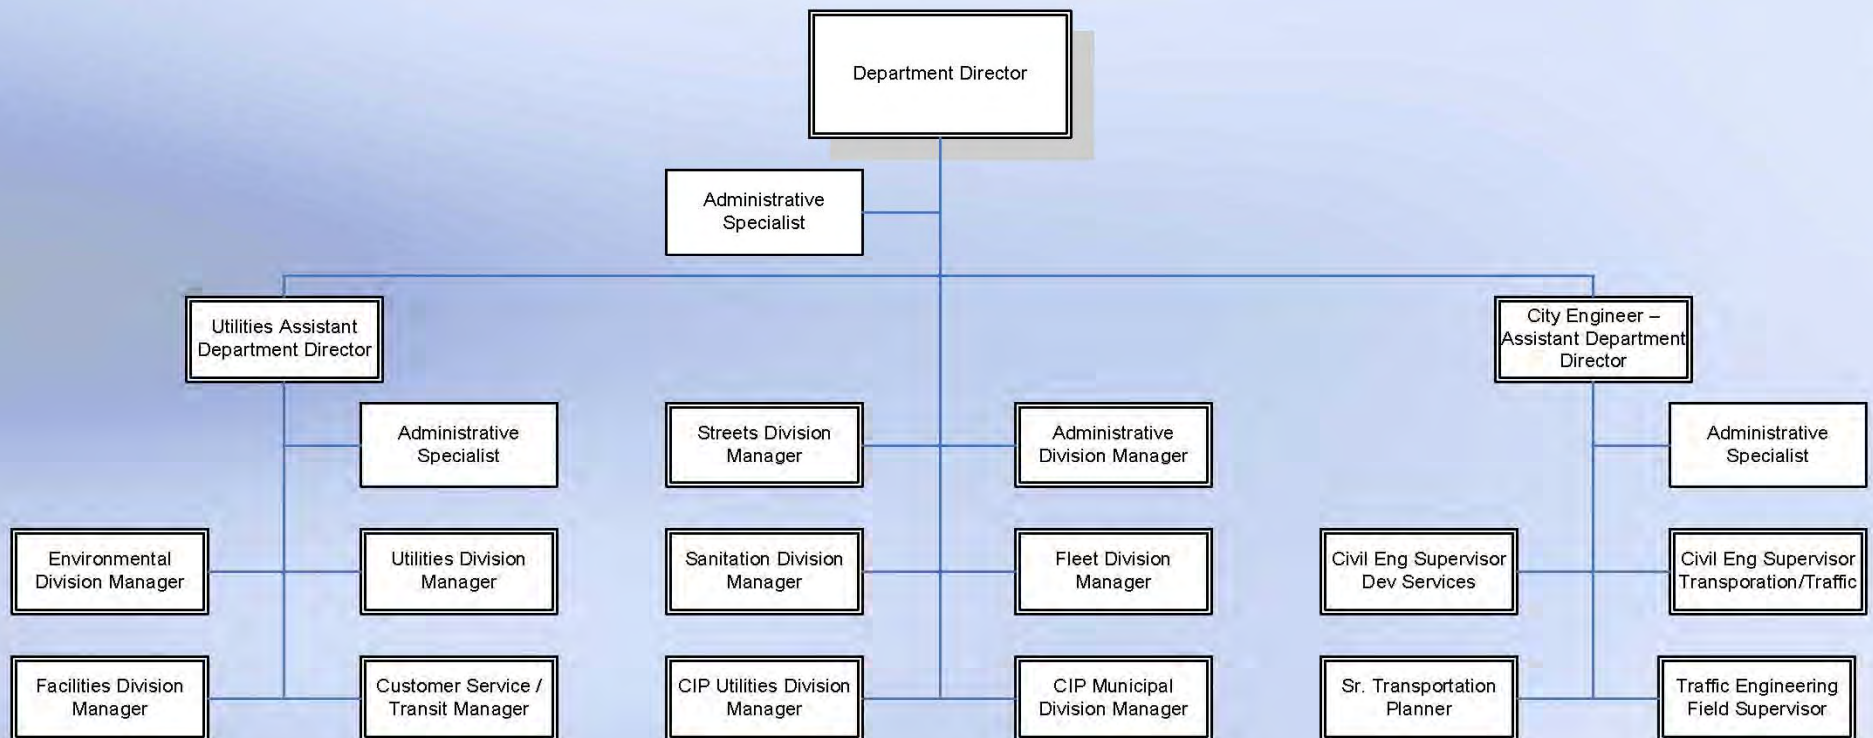 Department Director
Administrative
Specialist
Utilities Assistant
Department Director
City Engineer –
Assistant Department
Director
Administrative
Specialist
Streets Division
Manager
Administrative
Division Manager
Administrative
Specialist
Environmental
Division Manager
Utilities Division
Manager
Sanitation Division
Manager
Fleet Division
Manager
Civil Eng Supervisor
Dev Services
Civil Eng Supervisor
Transporation/Traffic
Facilities Division
Manager
Customer Service /
Transit Manager
CIP Utilities Division
Manager
CIP Municipal
Division Manager
Sr. Transportation
Planner
Traffic Engineering
Field Supervisor